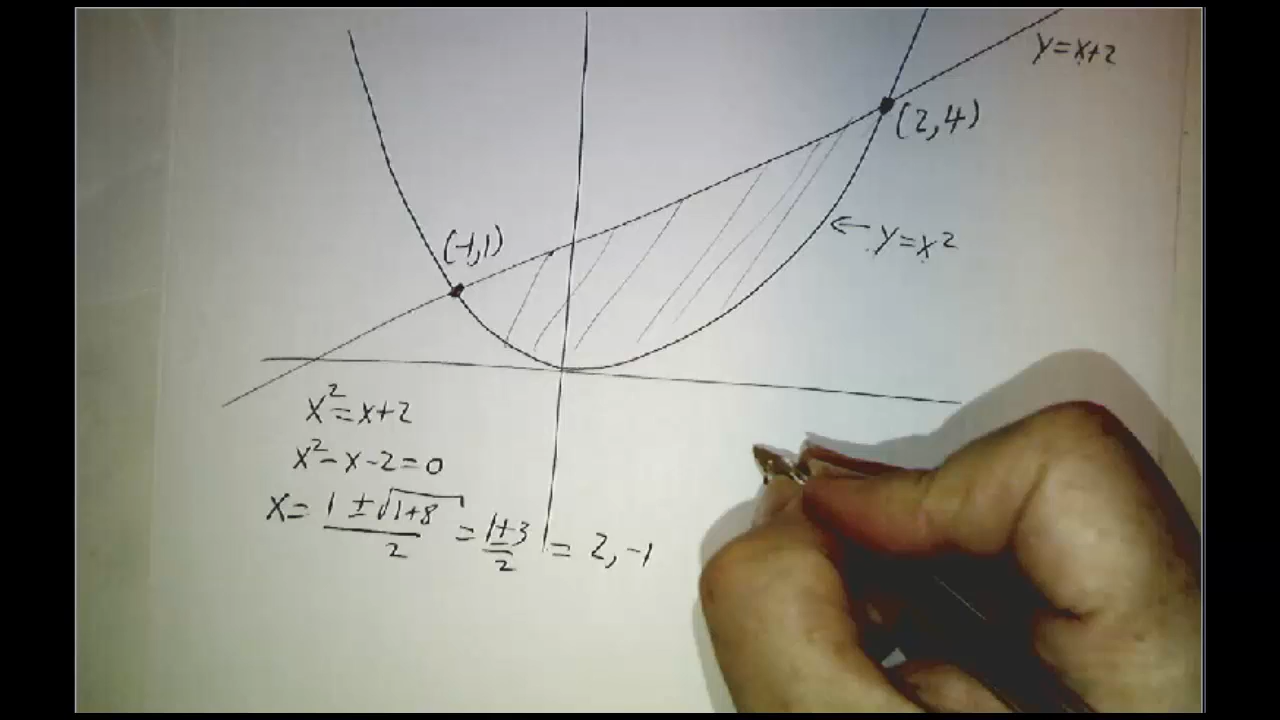 y=x+2
(2,4)
(-1,1)
← y=x²
x²=x+2
x²-x-2=0
x= 1±√1+8/2 = 1±3/2 = 2,-1